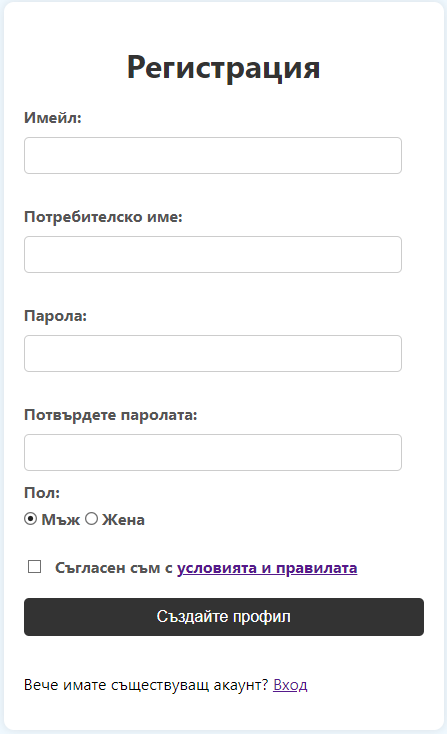 Регистрация
Имейл:
Потребителско име:
Парола:
Потвърдете паролата:
Пол:
Мъж Жена
Съгласен съм с условията и правилата
Създайте профил
Вече имате съществуващ акаунт? Вход